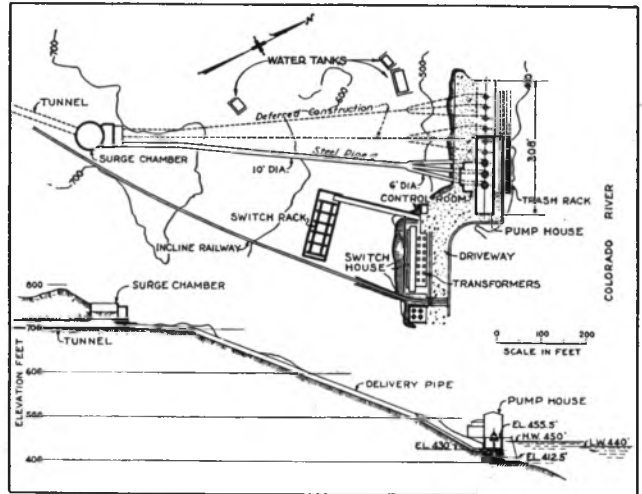 700
N
WATER TANKS
500
410
TUNNEL
600
Deferred Construction
308'
SURGE CHAMBER
Steel Pipe
10' DIA.
6' DIA.
CONTROL ROOM
TRASH RACK
700
SWITCH RACK
PUMP HOUSE
INCLINE RAILWAY
SWITCH HOUSE
DRIVEWAY
TRANSFORMERS
COLORADO RIVER
800
SURGE CHAMBER
0 100 200
SCALE IN FEET
700
TUNNEL
ELEVATION FEET
600
DELIVERY PIPE
PUMP HOUSE
500
EL. 455.5'
H.W. 450'
L.W. 440'
EL. 430'
EL. 412.5'
400